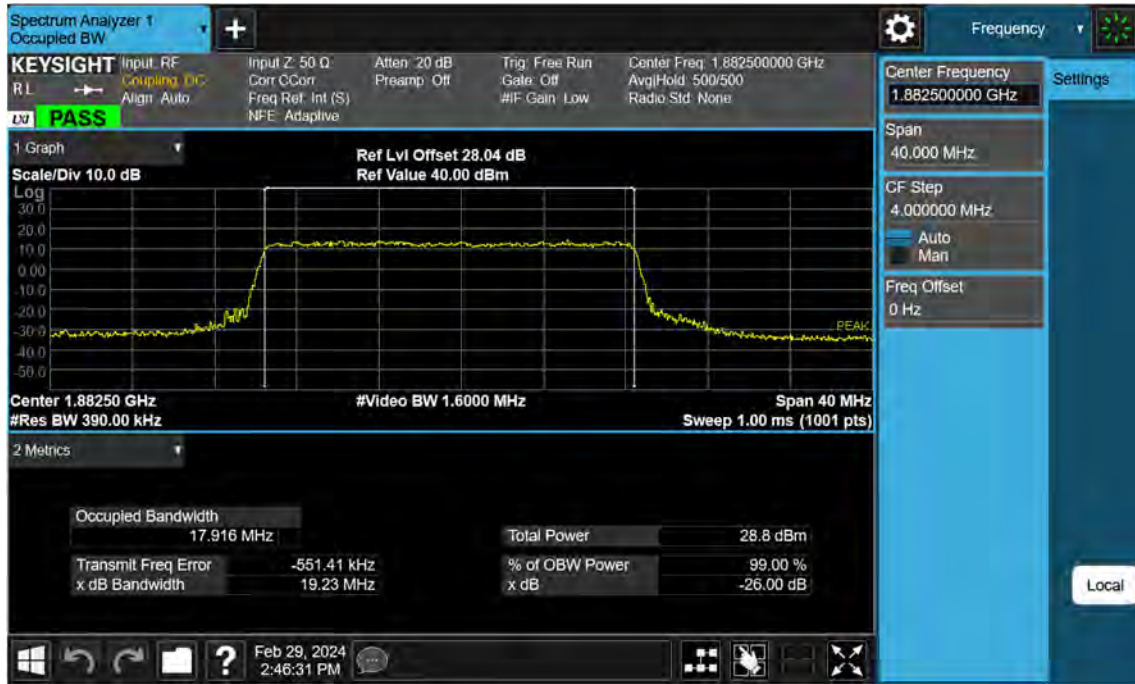 Spectrum Analyzer 1
Occupied BW
+
Frequency
KEYSIGHT
RL
LXI PASS
Input: RF
Coupling: DC
Align: Auto
Input Z: 50 Ω
Corr CCorr
Freq Ref: Int (S)
NFE: Adaptive
Atten: 20 dB
Preamp: Off
Trig: Free Run
Gate: Off
#IF Gain: Low
Center Freq: 1.882500000 GHz
Avg|Hold: 500/500
Radio Std: None
Center Frequency
1.882500000 GHz
Settings
Span
40.000 MHz
CF Step
4.000000 MHz
Auto
Man
Freq Offset
0 Hz
1 Graph
Scale/Div 10.0 dB
Ref Lvl Offset 28.04 dB
Ref Value 40.00 dBm
Log
30.0
20.0
10.0
0.00
-10.0
-20.0
-30.0
-40.0
-50.0
PEAK
Center 1.88250 GHz
#Video BW 1.6000 MHz
Span 40 MHz
#Res BW 390.00 kHz
Sweep 1.00 ms (1001 pts)
2 Metrics
Occupied Bandwidth
17.916 MHz
Total Power 28.8 dBm
Transmit Freq Error -551.41 kHz
% of OBW Power 99.00 %
x dB Bandwidth 19.23 MHz
x dB -26.00 dB
Local
?
Feb 29, 2024
2:46:31 PM